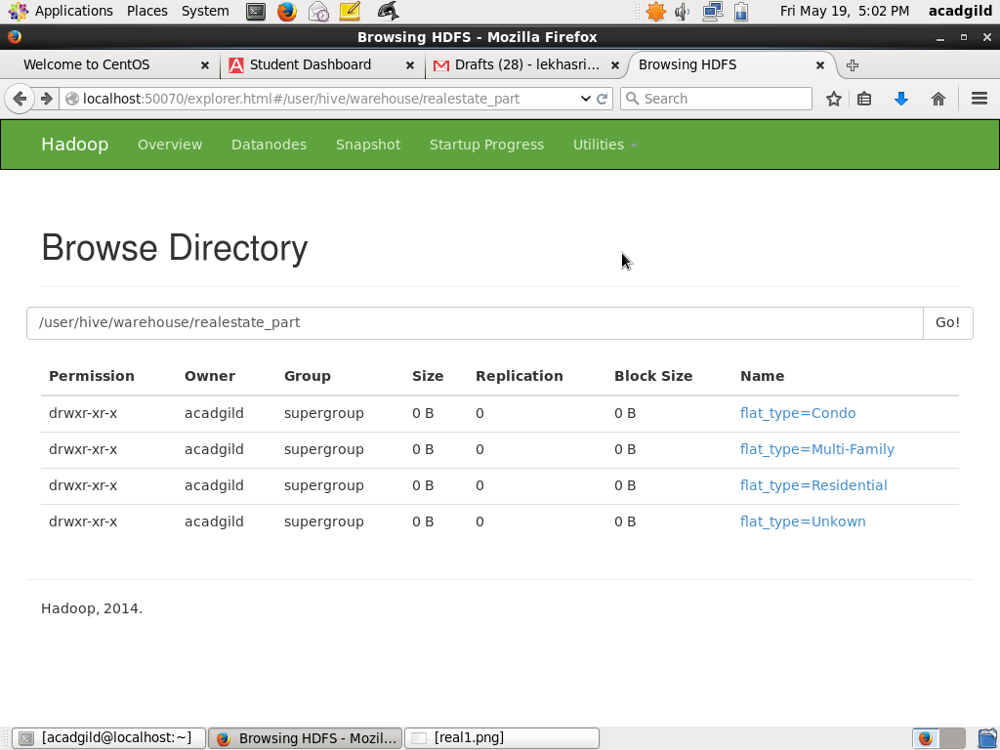 Applications Places System Fri May 19, 5:02 PM acadgild
Browsing HDFS - Mozilla Firefox
Welcome to CentOS Student Dashboard Drafts (28) - lekhasri... Browsing HDFS
localhost:50070/explorer.html#/user/hive/warehouse/realestate_part Search
Hadoop Overview Datanodes Snapshot Startup Progress Utilities
Browse Directory
/user/hive/warehouse/realestate_part Go!
Permission Owner Group Size Replication Block Size Name
drwxr-xr-x acadgild supergroup 0 B 0 0 B flat_type=Condo
drwxr-xr-x acadgild supergroup 0 B 0 0 B flat_type=Multi-Family
drwxr-xr-x acadgild supergroup 0 B 0 0 B flat_type=Residential
drwxr-xr-x acadgild supergroup 0 B 0 0 B flat_type=Unkown
Hadoop, 2014.
[acadgild@localhost:~] Browsing HDFS - Mozil... [real1.png]